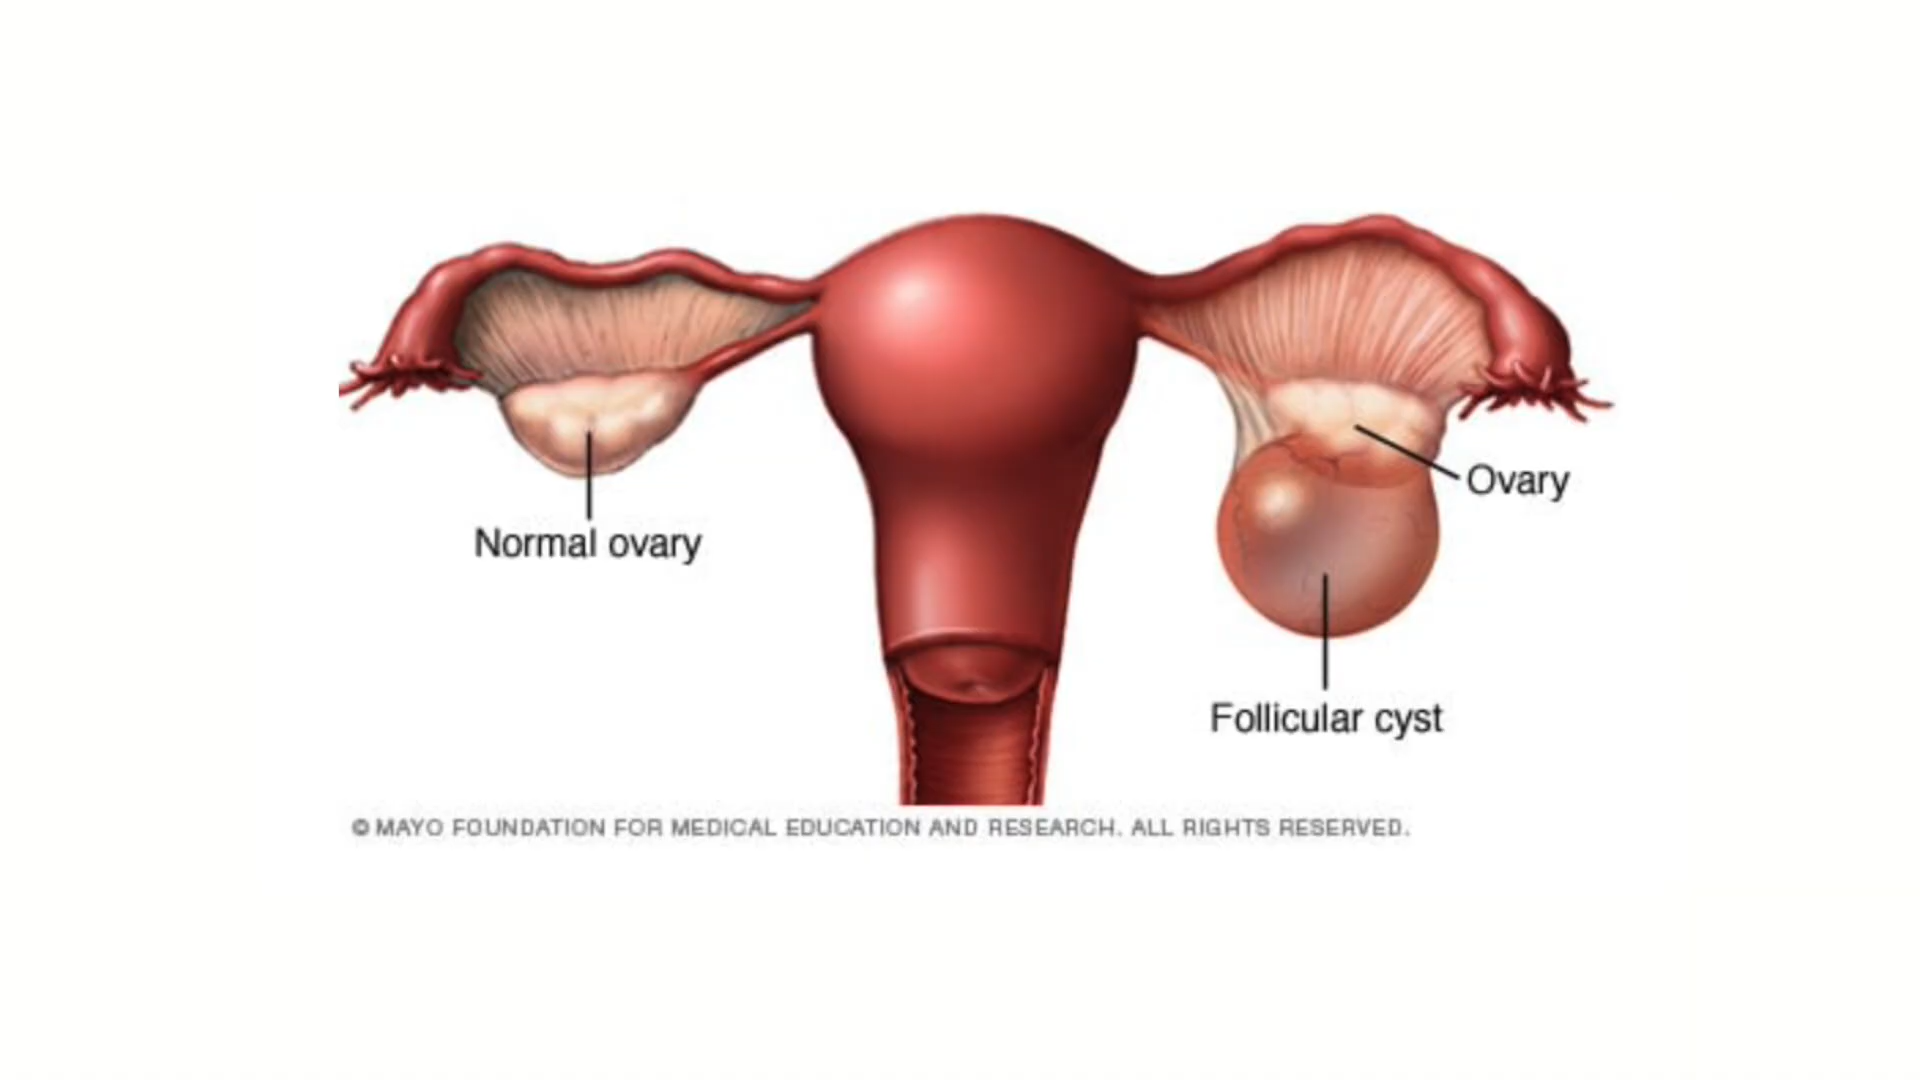 Ovary
Normal ovary
Follicular cyst
© MAYO FOUNDATION FOR MEDICAL EDUCATION AND RESEARCH. ALL RIGHTS RESERVED.